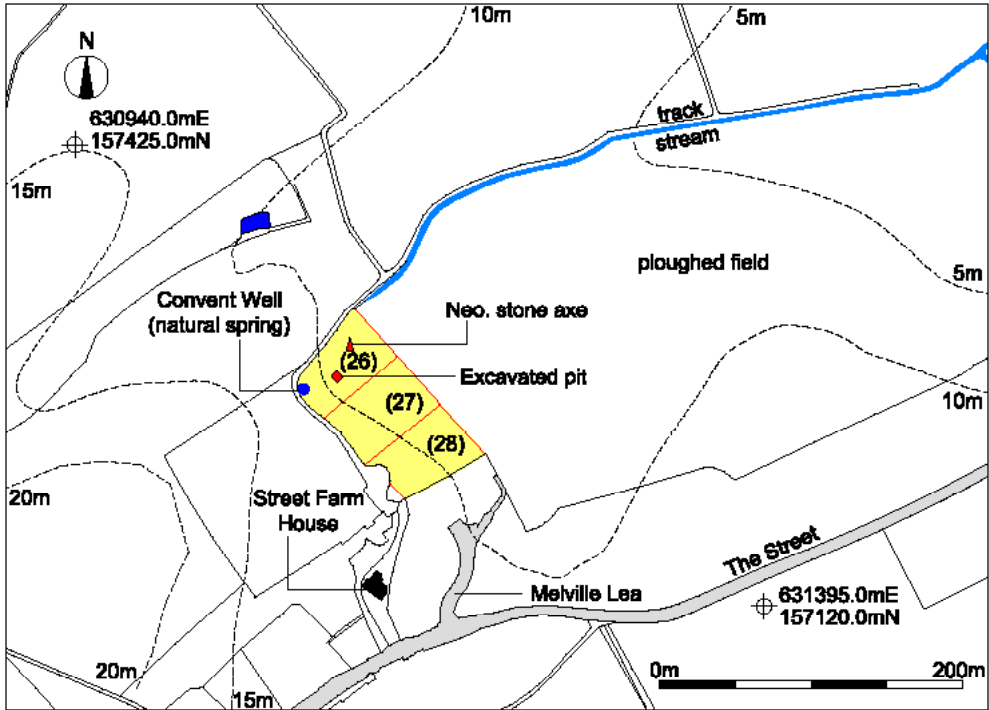 10m
5m
N
630940.0mE
157425.0mN
track
stream
15m
ploughed field
5m
Convent Well
(natural spring)
Neo. stone axe
(26)
Excavated pit
(27)
10m
(28)
20m
Street Farm
House
The Street
Melville Lea
631395.0mE
157120.0mN
20m
0m
200m
15m